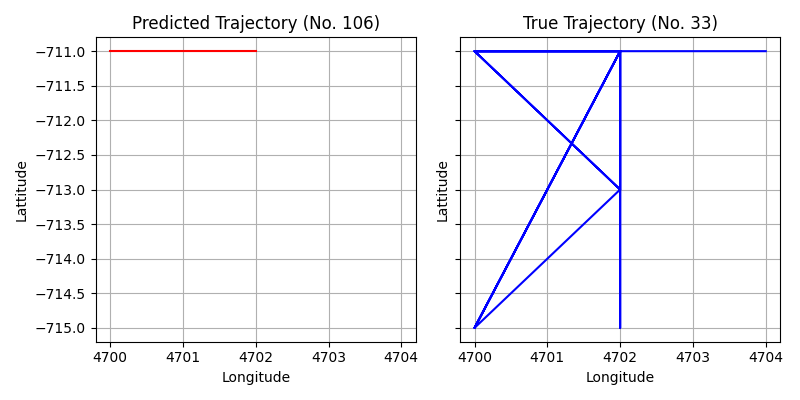 Predicted Trajectory (No. 106)
−711.0
−711.5
−712.0
−712.5
−713.0
−713.5
−714.0
−714.5
−715.0
Lattitude
4700 4701 4702 4703 4704
Longitude
True Trajectory (No. 33)
Lattitude
4700 4701 4702 4703 4704
Longitude